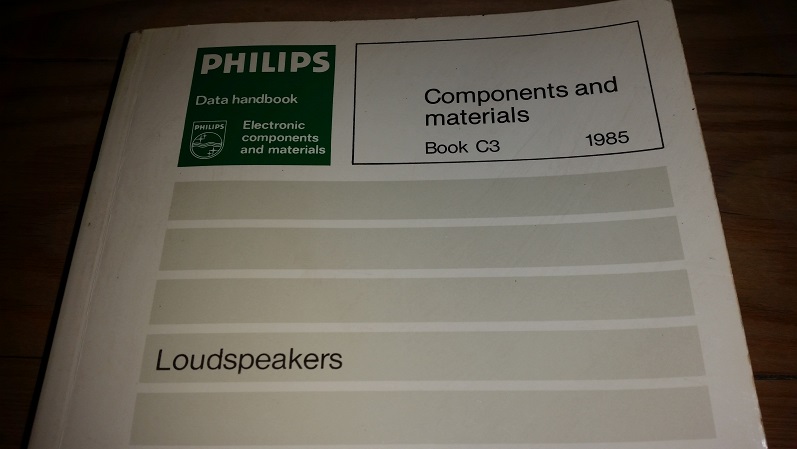 PHILIPS
Data handbook
PHILIPS
Electronic
components
and materials
Components and
materials
Book C3 1985
Loudspeakers